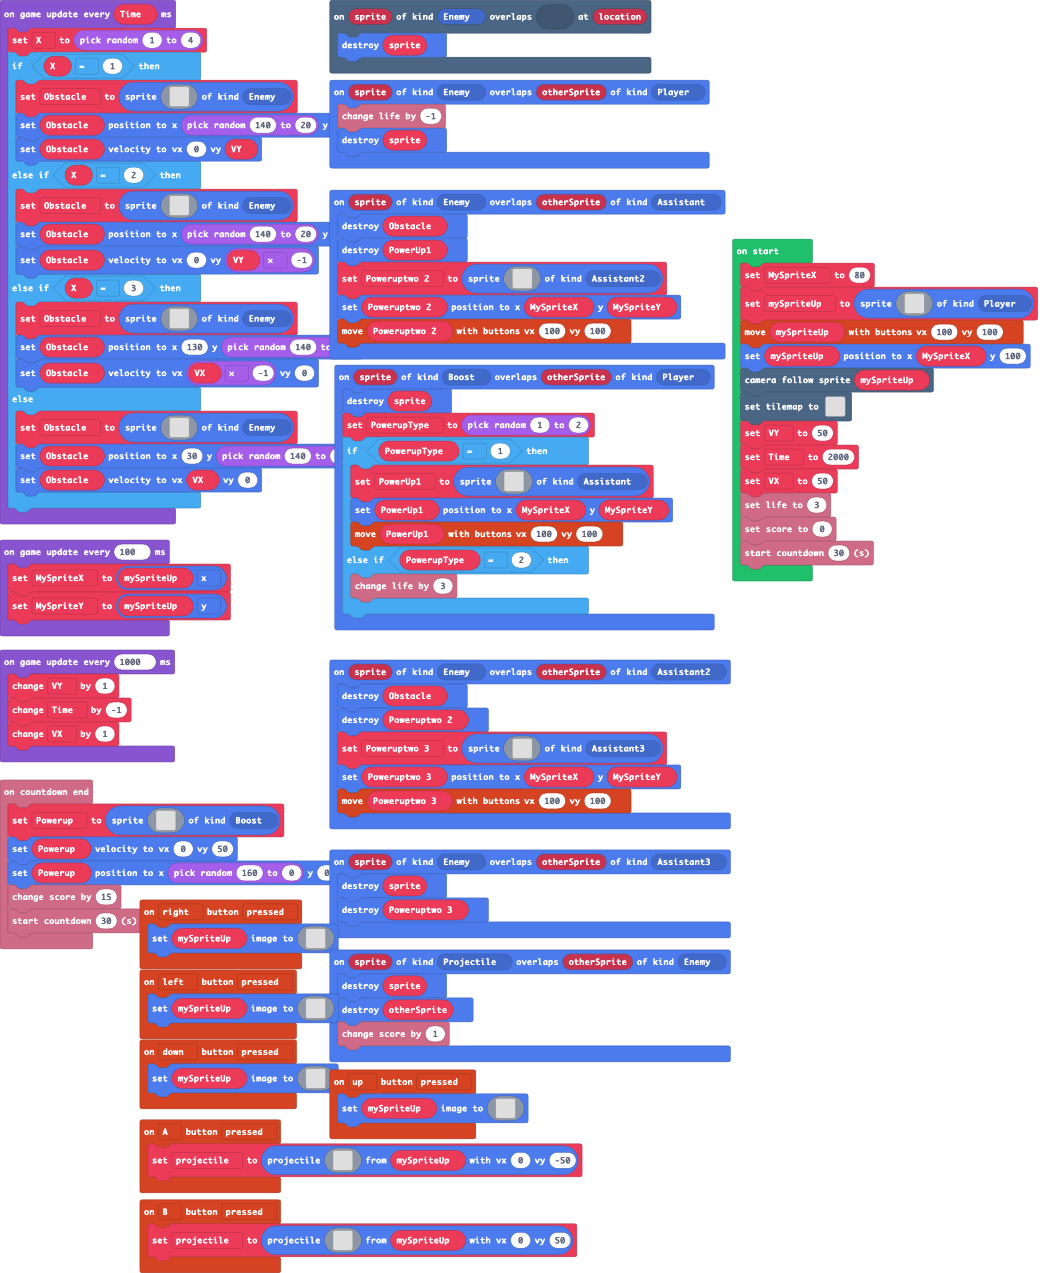 on game update every Time ms
set X to pick random 1 to 4
if X = 1 then
set Obstacle to sprite of kind Enemy
set Obstacle position to x pick random 140 to 20 y
set Obstacle velocity to vx 0 vy VY
else if X = 2 then
set Obstacle to sprite of kind Enemy
set Obstacle position to x pick random 140 to 20 y
set Obstacle velocity to vx 0 vy VY × -1
else if X = 3 then
set Obstacle to sprite of kind Enemy
set Obstacle position to x 130 y pick random 140 to
set Obstacle velocity to vx VX × -1 vy 0
else
set Obstacle to sprite of kind Enemy
set Obstacle position to x 30 y pick random 140 to
set Obstacle velocity to vx VX vy 0
on game update every 100 ms
set MySpriteX to mySpriteUp x
set MySpriteY to mySpriteUp y
on game update every 1000 ms
change VY by 1
change Time by -1
change VX by 1
on countdown end
set Powerup to sprite of kind Boost
set Powerup velocity to vx 0 vy 50
set Powerup position to x pick random 160 to 0 y 0
change score by 15
start countdown 30 (s)
on right button pressed
set mySpriteUp image to
on left button pressed
set mySpriteUp image to
on down button pressed
set mySpriteUp image to
on A button pressed
set projectile to projectile from mySpriteUp with vx 0 vy -50
on B button pressed
set projectile to projectile from mySpriteUp with vx 0 vy 50
on sprite of kind Enemy overlaps at location
destroy sprite
on sprite of kind Enemy overlaps otherSprite of kind Player
change life by -1
destroy sprite
on sprite of kind Enemy overlaps otherSprite of kind Assistant
destroy Obstacle
destroy PowerUp1
set Poweruptwo 2 to sprite of kind Assistant2
set Poweruptwo 2 position to x MySpriteX y MySpriteY
move Poweruptwo 2 with buttons vx 100 vy 100
on sprite of kind Boost overlaps otherSprite of kind Player
destroy sprite
set PowerupType to pick random 1 to 2
if PowerupType = 1 then
set PowerUp1 to sprite of kind Assistant
set PowerUp1 position to x MySpriteX y MySpriteY
move PowerUp1 with buttons vx 100 vy 100
else if PowerupType = 2 then
change life by 3
on sprite of kind Enemy overlaps otherSprite of kind Assistant2
destroy Obstacle
destroy Poweruptwo 2
set Poweruptwo 3 to sprite of kind Assistant3
set Poweruptwo 3 position to x MySpriteX y MySpriteY
move Poweruptwo 3 with buttons vx 100 vy 100
on sprite of kind Enemy overlaps otherSprite of kind Assistant3
destroy sprite
destroy Poweruptwo 3
on sprite of kind Projectile overlaps otherSprite of kind Enemy
destroy sprite
destroy otherSprite
change score by 1
on up button pressed
set mySpriteUp image to
on start
set MySpriteX to 80
set mySpriteUp to sprite of kind Player
move mySpriteUp with buttons vx 100 vy 100
set mySpriteUp position to x MySpriteX y 100
camera follow sprite mySpriteUp
set tilemap to
set VY to 50
set Time to 2000
set VX to 50
set life to 3
set score to 0
start countdown 30 (s)